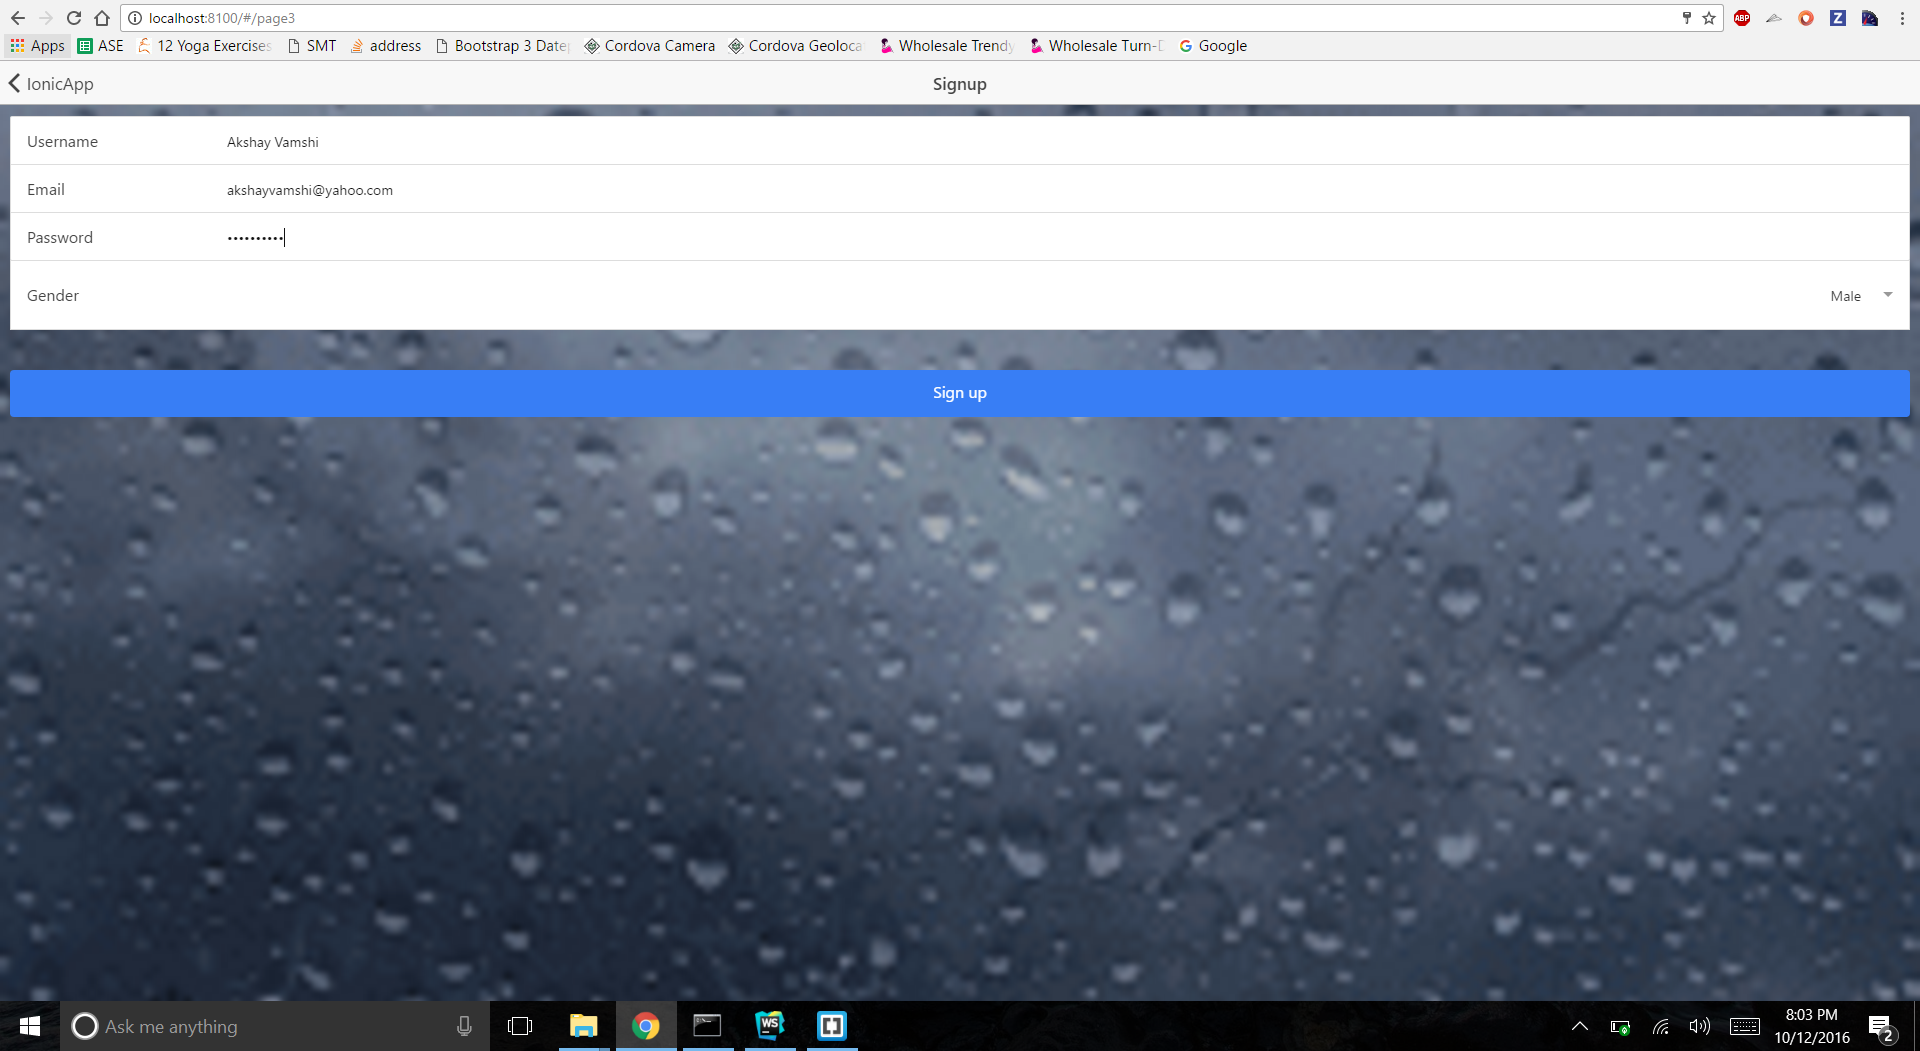 localhost:8100/#/page3
ABP
Z
Apps ASE 12 Yoga Exercises SMT address Bootstrap 3 Date Cordova Camera Cordova Geoloca Wholesale Trendy Wholesale Turn-D Google
IonicApp
Signup
Username Akshay Vamshi
Email akshayvamshi@yahoo.com
Password ••••••••••
Gender Male
Sign up
Ask me anything
WS
8:03 PM
10/12/2016
2